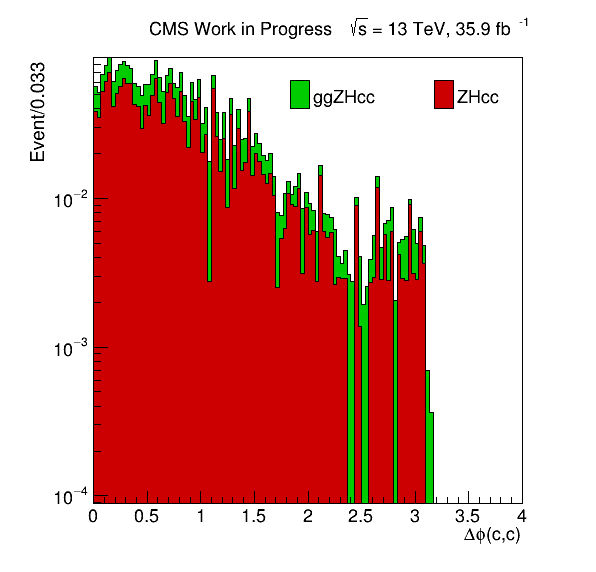 CMS Work in Progress √s = 13 TeV, 35.9 fb⁻¹
Event/0.033
ggZHcc ZHcc
10⁻²
10⁻³
10⁻⁴
0 0.5 1 1.5 2 2.5 3 3.5 4
Δϕ(c,c)